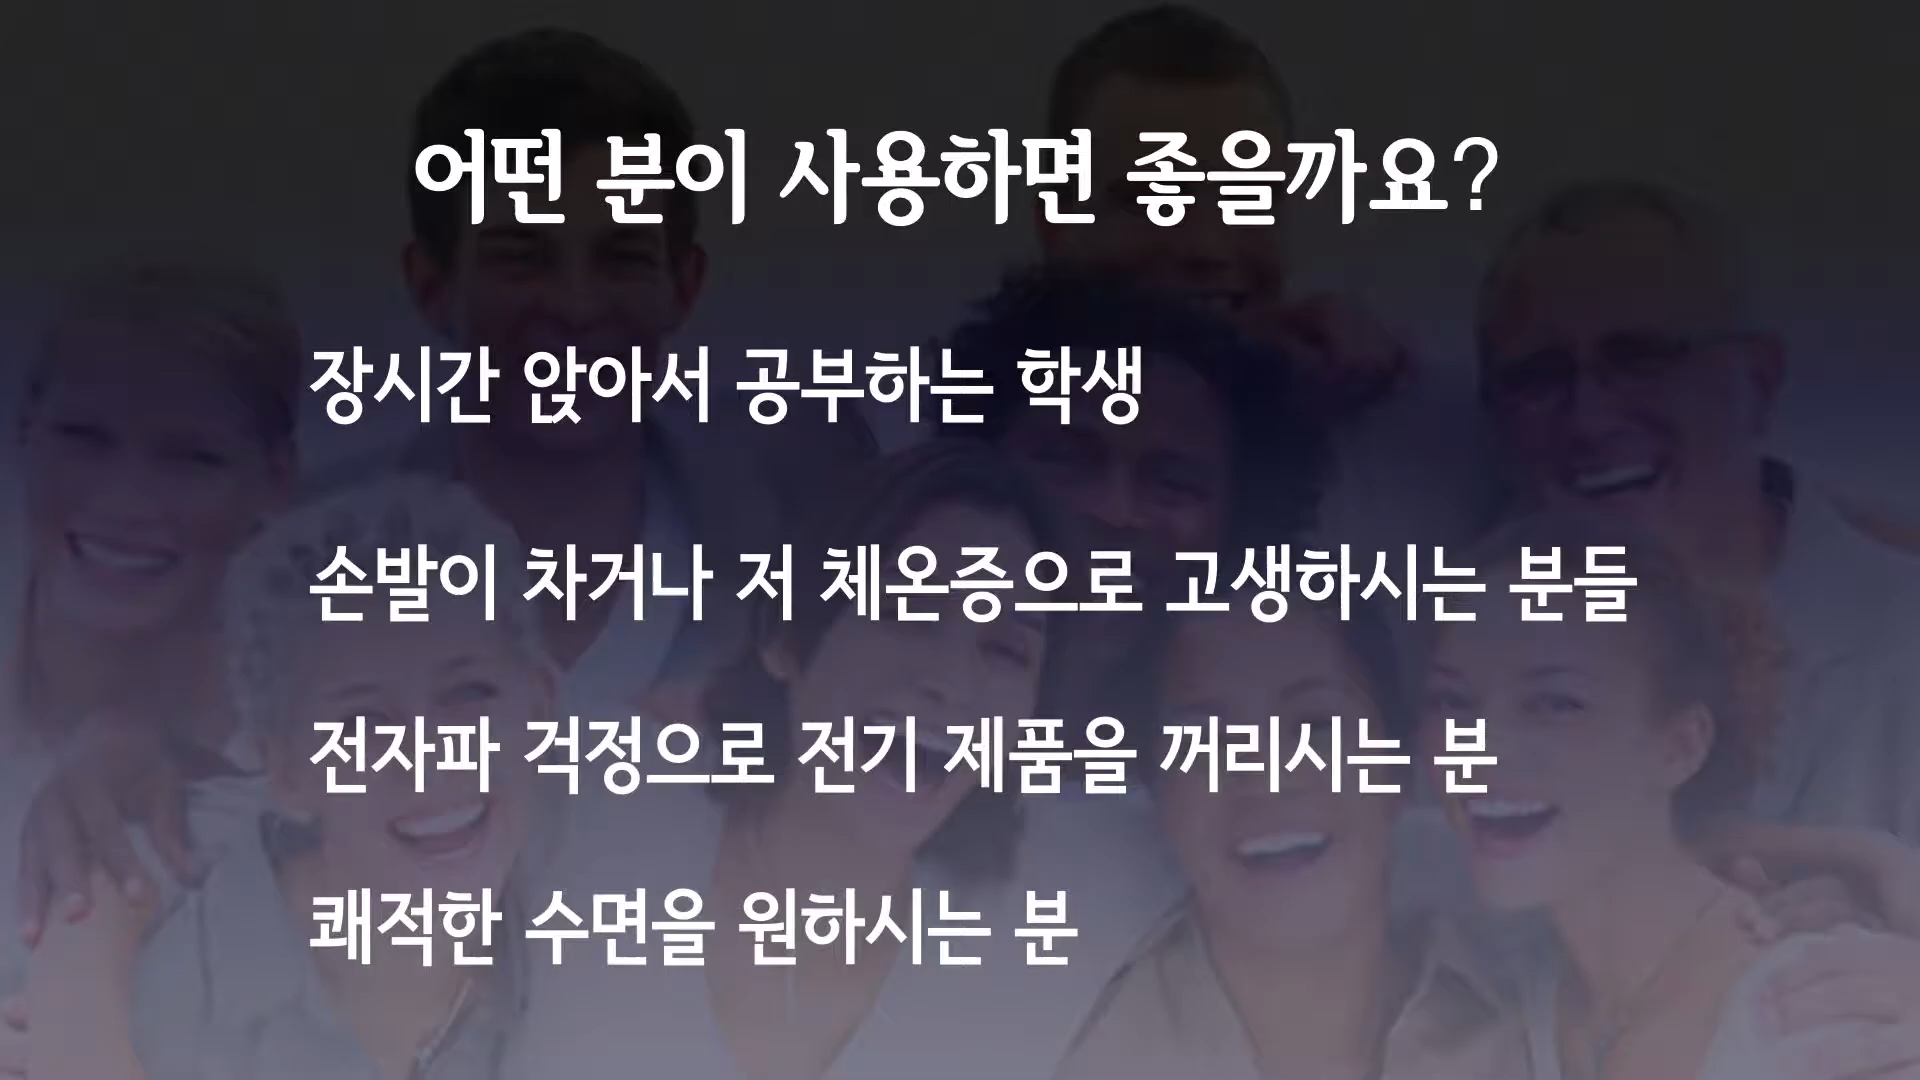 어떤 분이 사용하면 좋을까요?
장시간 앉아서 공부하는 학생
손발이 차거나 저 체온증으로 고생하시는 분들
전자파 걱정으로 전기 제품을 꺼리시는 분
쾌적한 수면을 원하시는 분